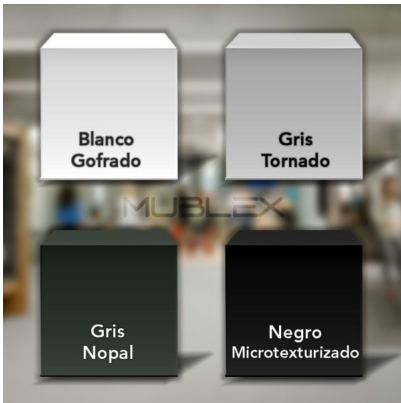 Blanco
Gofrado
Gris
Tornado
MUBLEX
Gris
Nopal
Negro
Microtexturizado